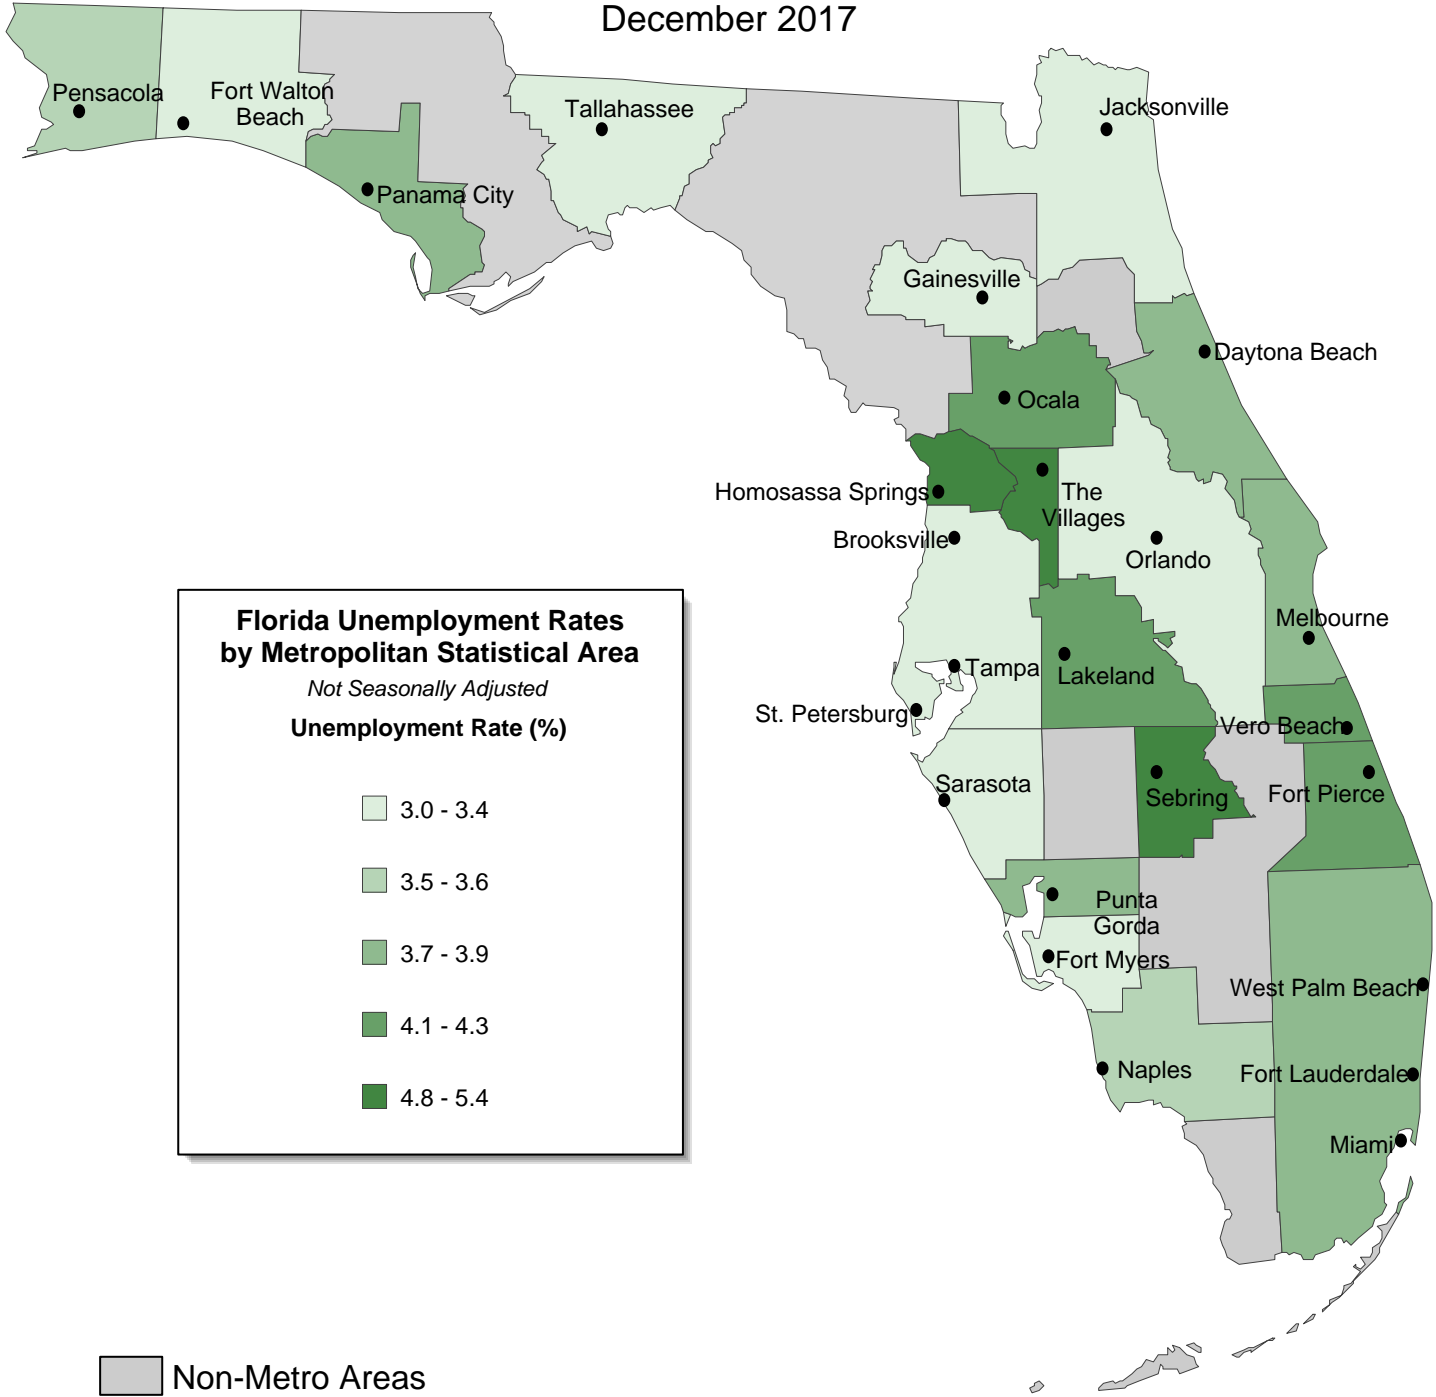 December 2017
Pensacola
Fort Walton
Beach
Tallahassee
Jacksonville
Panama City
Gainesville
Daytona Beach
Ocala
Homosassa Springs
The
Villages
Brooksville
Orlando
Florida Unemployment Rates
by Metropolitan Statistical Area
Not Seasonally Adjusted
Unemployment Rate (%)
3.0 - 3.4
3.5 - 3.6
3.7 - 3.9
4.1 - 4.3
4.8 - 5.4
Melbourne
Tampa
Lakeland
St. Petersburg
Vero Beach
Sarasota
Sebring
Fort Pierce
Punta
Gorda
Fort Myers
West Palm Beach
Naples
Fort Lauderdale
Miami
Non-Metro Areas